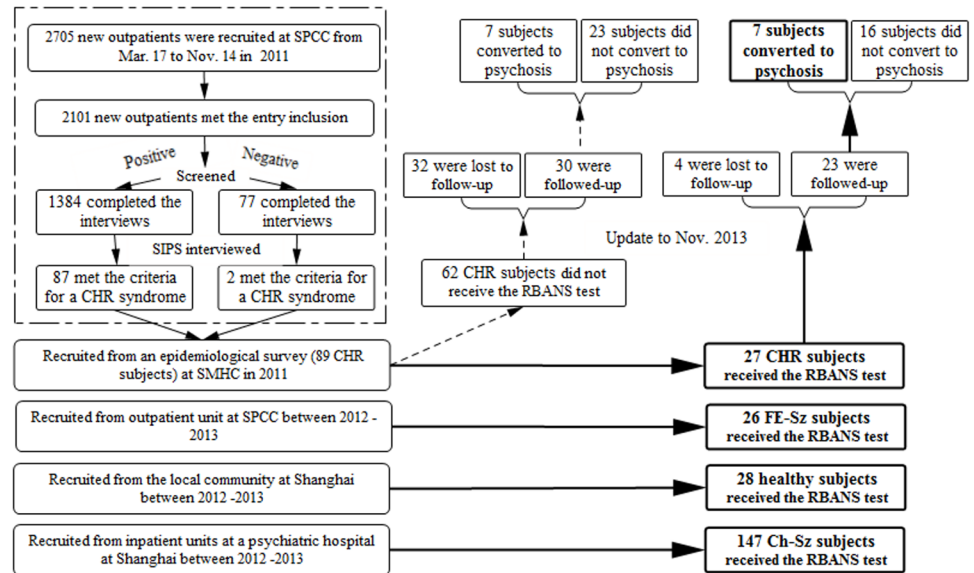 2705 new outpatients were recruited at SPCC from
Mar. 17 to Nov. 14 in 2011
2101 new outpatients met the entry inclusion
Positive
Negative
Screened
1384 completed the
interviews
77 completed the
interviews
SIPS interviewed
87 met the criteria
for a CHR syndrome
2 met the criteria for
a CHR syndrome
Recruited from an epidemiological survey (89 CHR
subjects) at SMHC in 2011
Recruited from outpatient unit at SPCC between 2012 -
2013
Recruited from the local community at Shanghai
between 2012 -2013
Recruited from inpatient units at a psychiatric hospital
at Shanghai between 2012 -2013
7 subjects
converted to
psychosis
23 subjects did
not convert to
psychosis
32 were lost to
follow-up
30 were
followed-up
62 CHR subjects did not
receive the RBANS test
7 subjects
converted to
psychosis
16 subjects did
not convert to
psychosis
4 were lost to
follow-up
23 were
followed-up
Update to Nov. 2013
27 CHR subjects
received the RBANS test
26 FE-Sz subjects
received the RBANS test
28 healthy subjects
received the RBANS test
147 Ch-Sz subjects
received the RBANS test